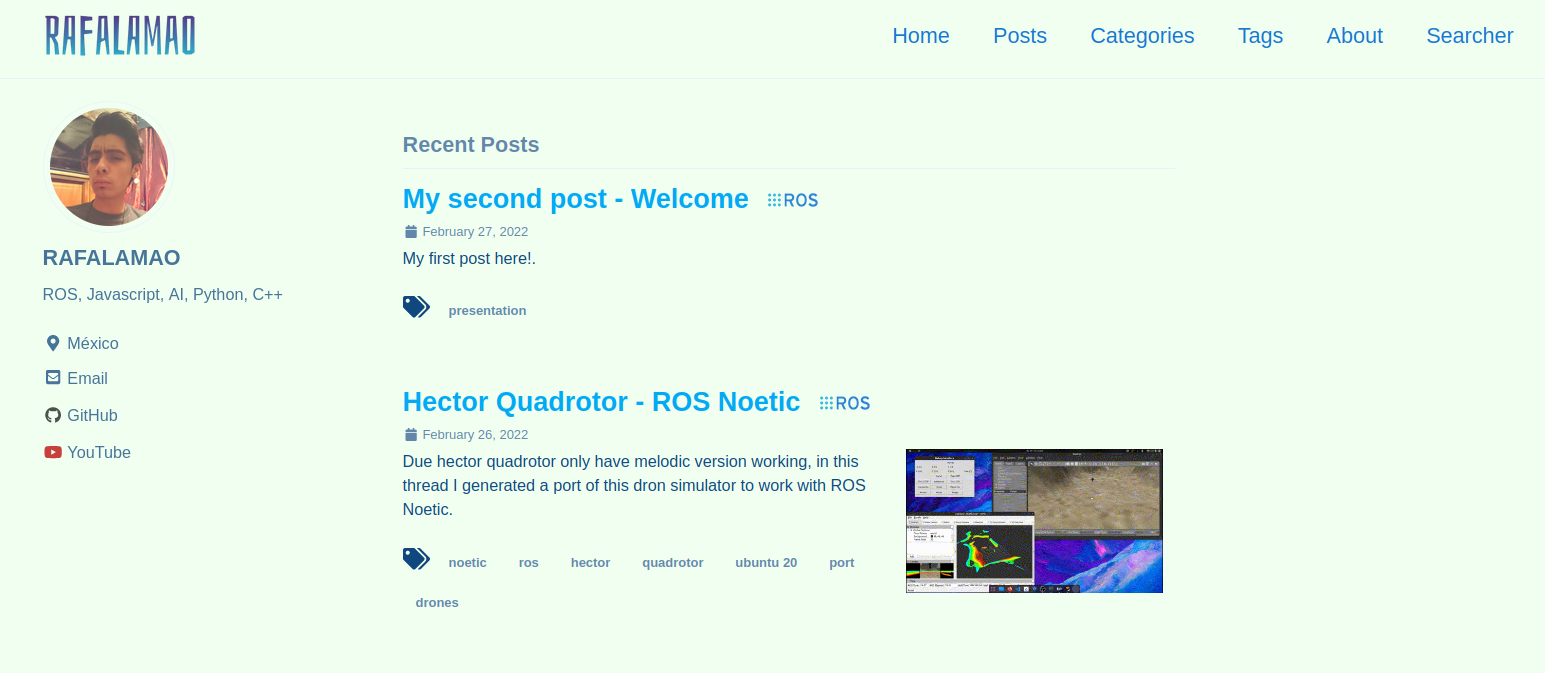 RAFALAMAO
Home Posts Categories Tags About Searcher
RAFALAMAO
ROS, Javascript, AI, Python, C++
México
Email
GitHub
YouTube
Recent Posts
My second post - Welcome ROS
February 27, 2022
My first post here!.
presentation
Hector Quadrotor - ROS Noetic ROS
February 26, 2022
Due hector quadrotor only have melodic version working, in this
thread I generated a port of this dron simulator to work with ROS
Noetic.
noetic ros hector quadrotor ubuntu 20 port
drones